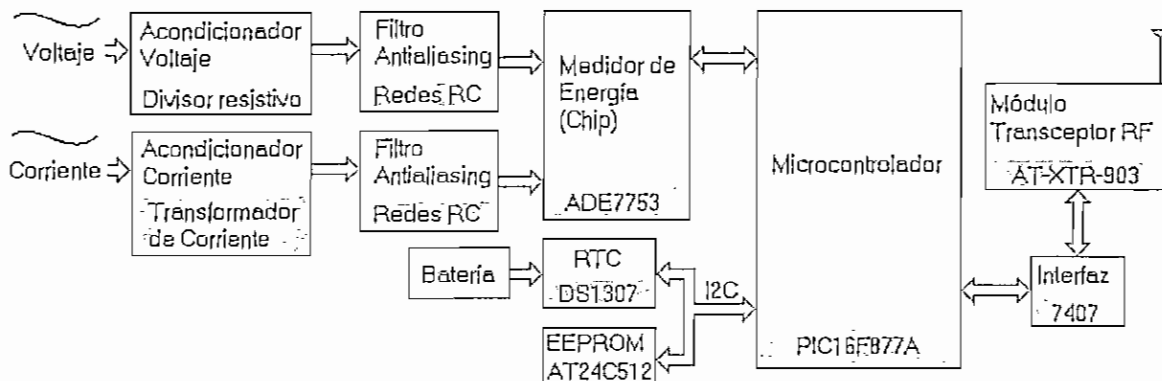 Voltaje
Acondicionador
Voltaje
Divisor resistivo
Filtro
Antialiasing
Redes RC
Medidor de
Energía
(Chip)
ADE7753
Corriente
Acondicionador
Corriente
Transformador
de Corriente
Filtro
Antialiasing
Redes RC
Batería
RTC
DS1307
EEPROM
AT24C512
I2C
Microcontrolador
PIC16F877A
Módulo
Transceptor RF
AT-XTR-903
Interfaz
7407